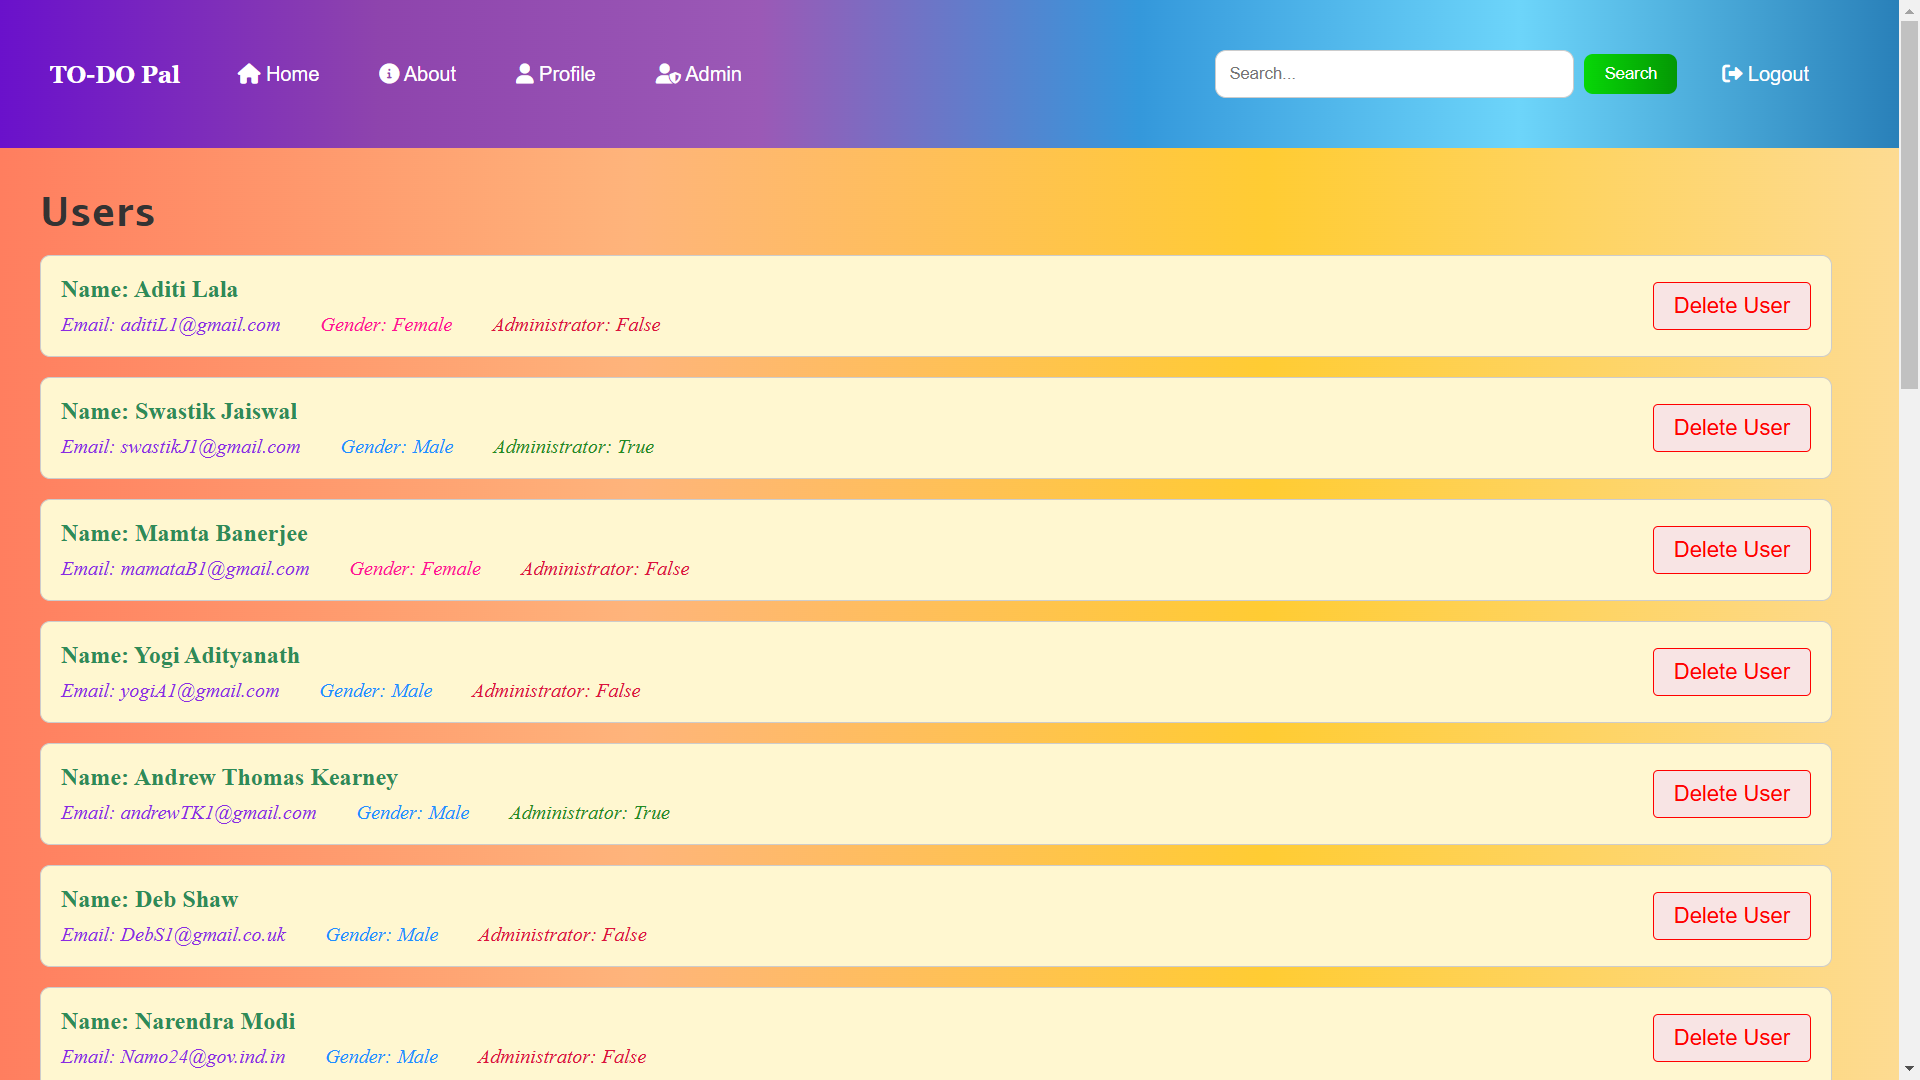 TO-DO Pal Home About Profile Admin Search... Search Logout
Users
Name: Aditi Lala
Email: aditiL1@gmail.com Gender: Female Administrator: False
Delete User
Name: Swastik Jaiswal
Email: swastikJ1@gmail.com Gender: Male Administrator: True
Delete User
Name: Mamta Banerjee
Email: mamataB1@gmail.com Gender: Female Administrator: False
Delete User
Name: Yogi Adityanath
Email: yogiA1@gmail.com Gender: Male Administrator: False
Delete User
Name: Andrew Thomas Kearney
Email: andrewTK1@gmail.com Gender: Male Administrator: True
Delete User
Name: Deb Shaw
Email: DebS1@gmail.co.uk Gender: Male Administrator: False
Delete User
Name: Narendra Modi
Email: Namo24@gov.ind.in Gender: Male Administrator: False
Delete User